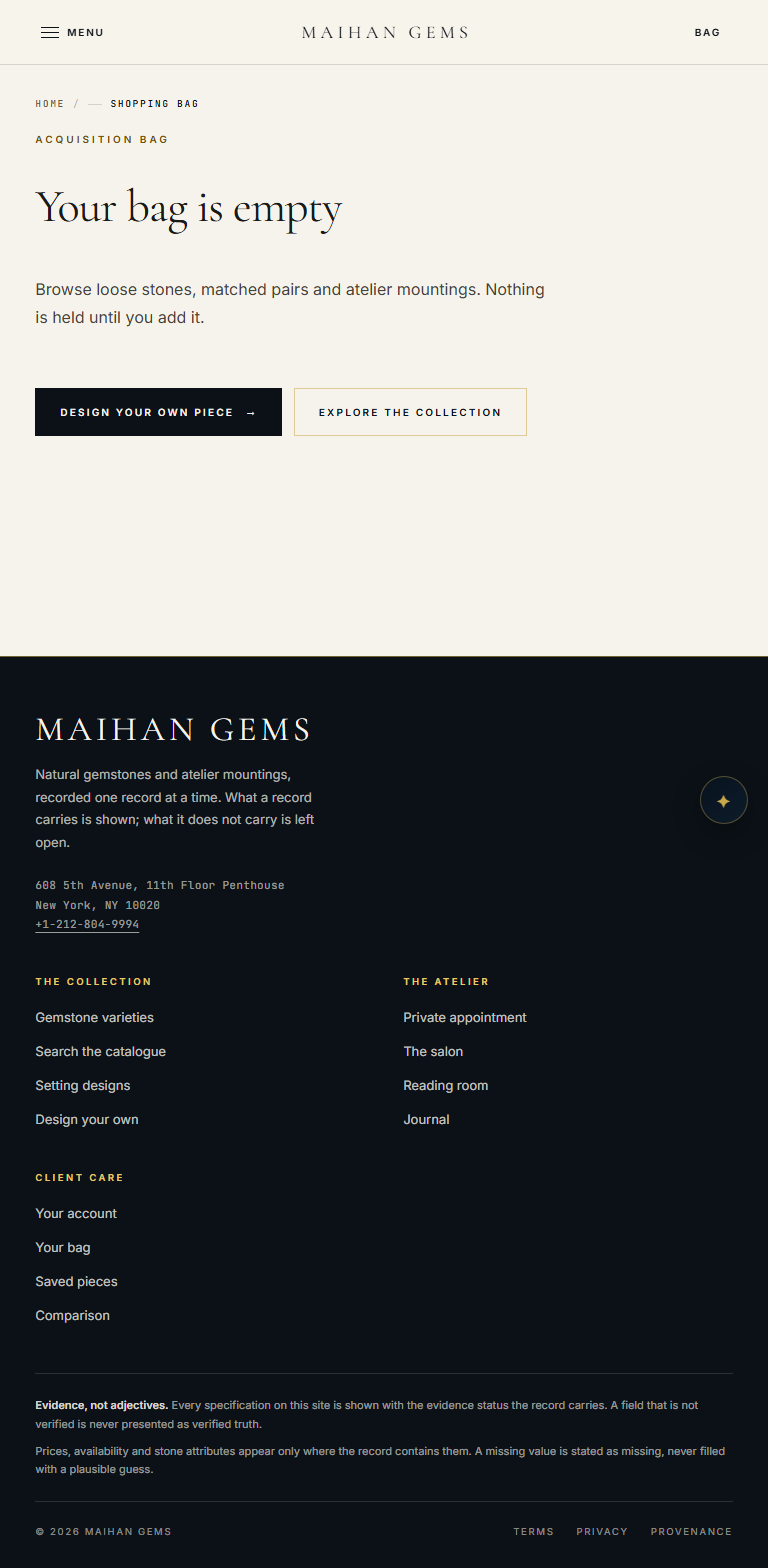 MENU
MAIHAN GEMS
BAG
HOME / — SHOPPING BAG
ACQUISITION BAG
Your bag is empty
Browse loose stones, matched pairs and atelier mountings. Nothing
is held until you add it.
DESIGN YOUR OWN PIECE →
EXPLORE THE COLLECTION
MAIHAN GEMS
Natural gemstones and atelier mountings,
recorded one record at a time. What a record
carries is shown; what it does not carry is left
open.
608 5th Avenue, 11th Floor Penthouse
New York, NY 10020
+1-212-804-9994
THE COLLECTION
Gemstone varieties
Search the catalogue
Setting designs
Design your own
THE ATELIER
Private appointment
The salon
Reading room
Journal
CLIENT CARE
Your account
Your bag
Saved pieces
Comparison
Evidence, not adjectives. Every specification on this site is shown with the evidence status the record carries. A field that is not
verified is never presented as verified truth.
Prices, availability and stone attributes appear only where the record contains them. A missing value is stated as missing, never filled
with a plausible guess.
© 2026 MAIHAN GEMS
TERMS PRIVACY PROVENANCE